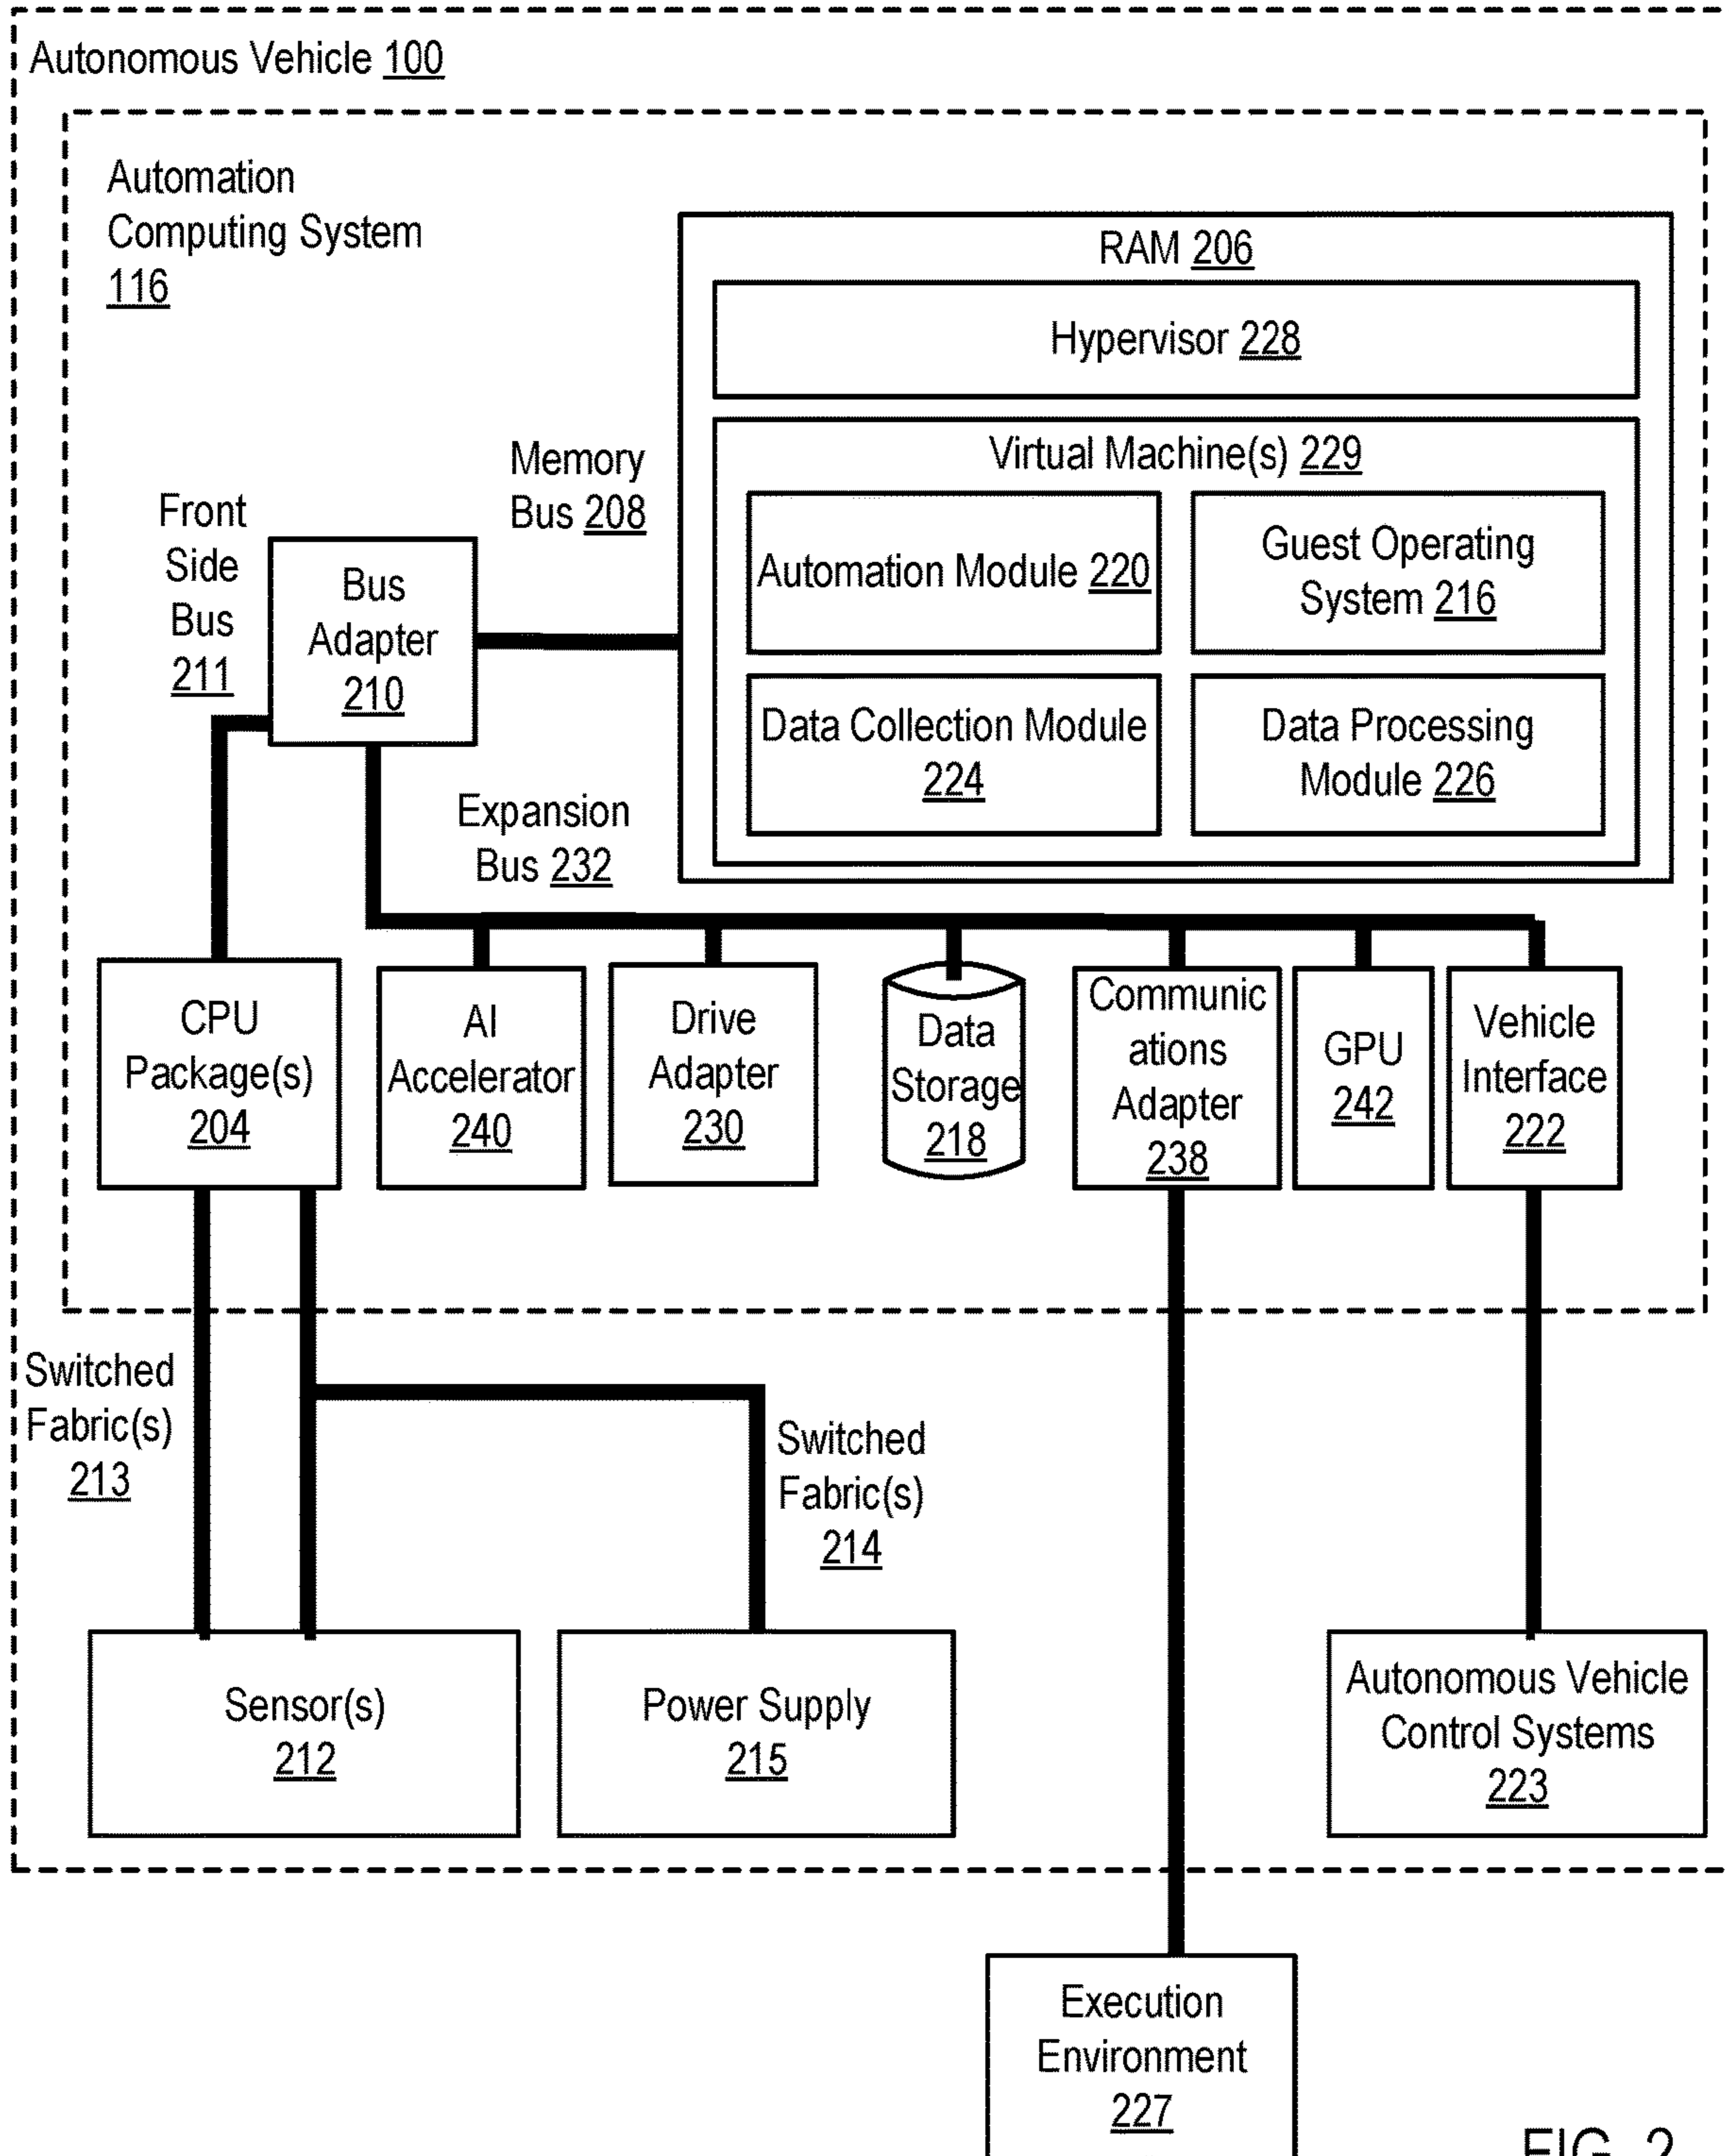 Autonomous Vehicle 100
Automation
Computing System
116
RAM 206
Hypervisor 228
Virtual Machine(s) 229
Automation Module 220
Guest Operating
System 216
Data Collection Module
224
Data Processing
Module 226
Memory
Bus 208
Front
Side
Bus
211
Bus
Adapter
210
Expansion
Bus 232
CPU
Package(s)
204
AI
Accelerator
240
Drive
Adapter
230
Data
Storage
218
Communic
ations
Adapter
238
GPU
242
Vehicle
Interface
222
Switched
Fabric(s)
213
Switched
Fabric(s)
214
Sensor(s)
212
Power Supply
215
Autonomous Vehicle
Control Systems
223
Execution
Environment
227
FIG. 2